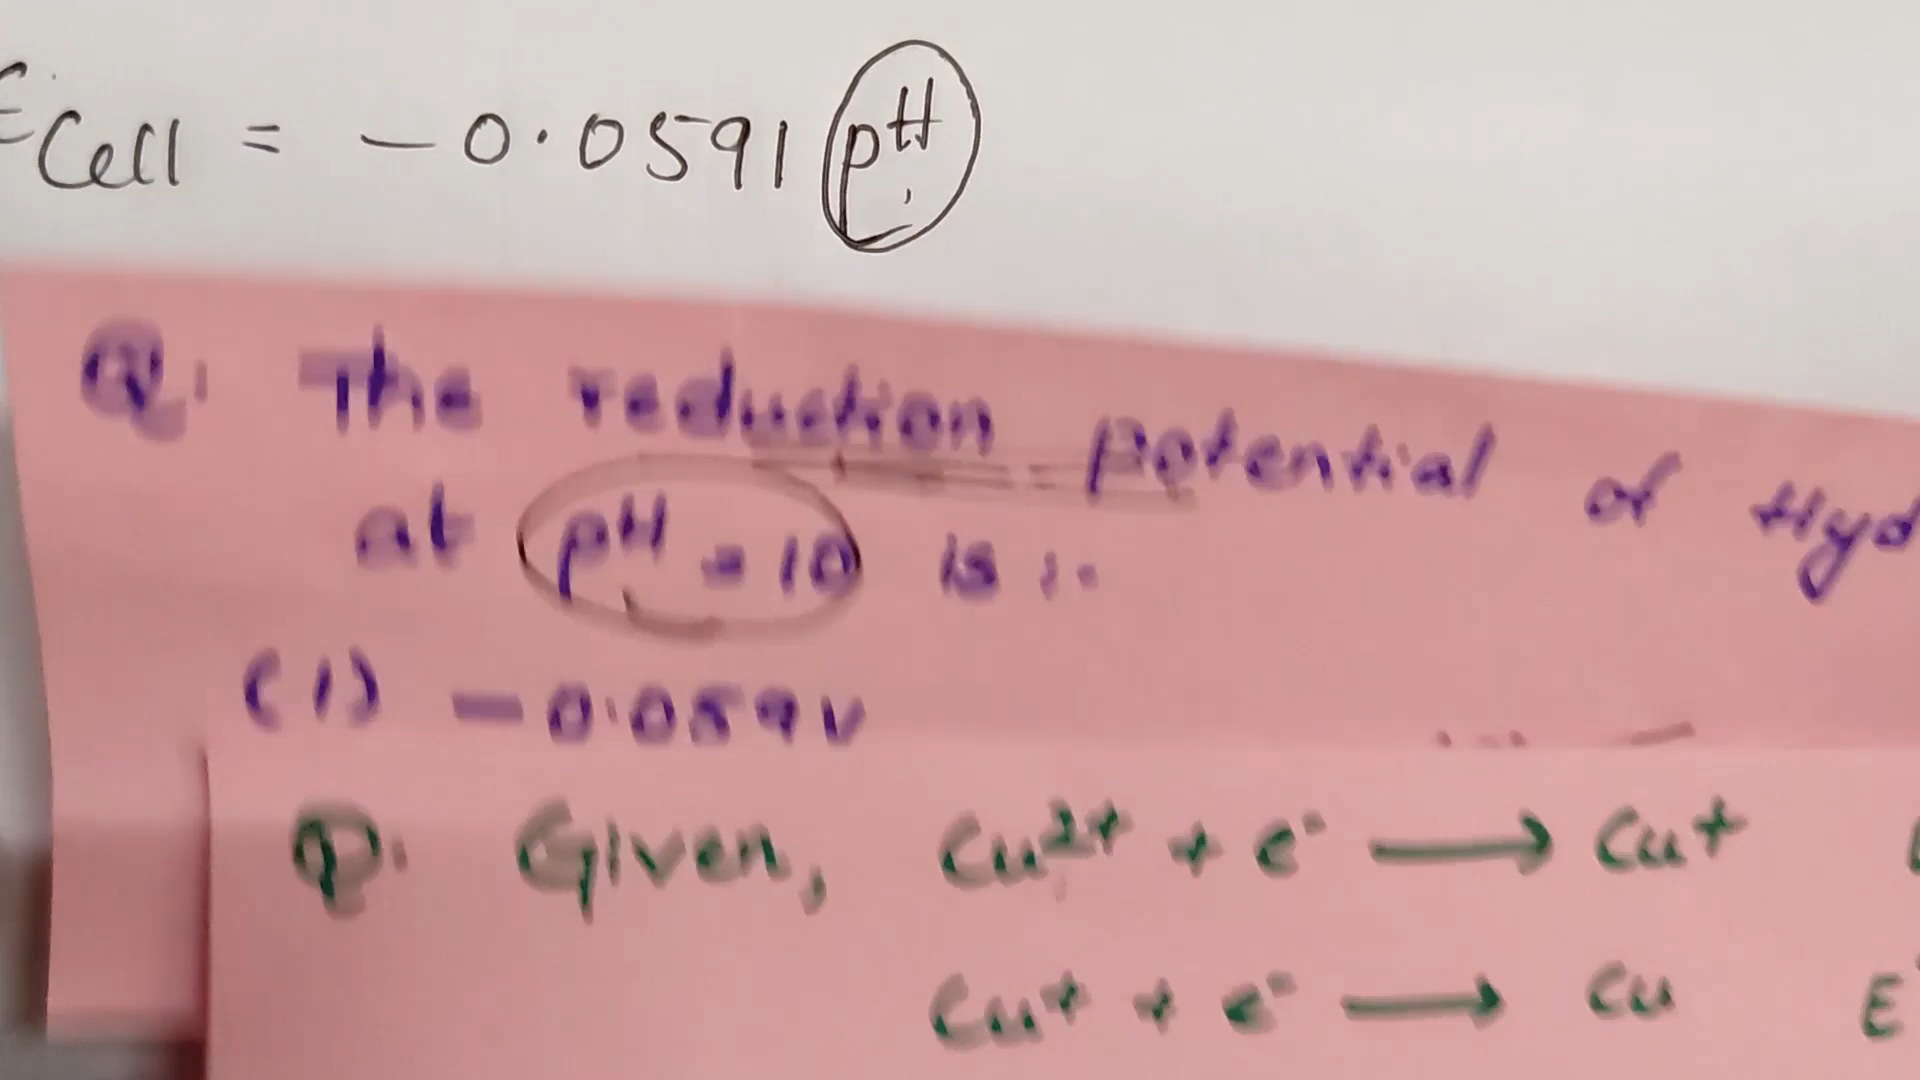 Ecell = -0.0591 pH
Q. The reduction potential of Hyd
at pH = 10 is :-
(1) -0.059V
Q. Given, Cu²⁺ + e⁻ → Cu⁺
Cu⁺ + e⁻ → Cu E°